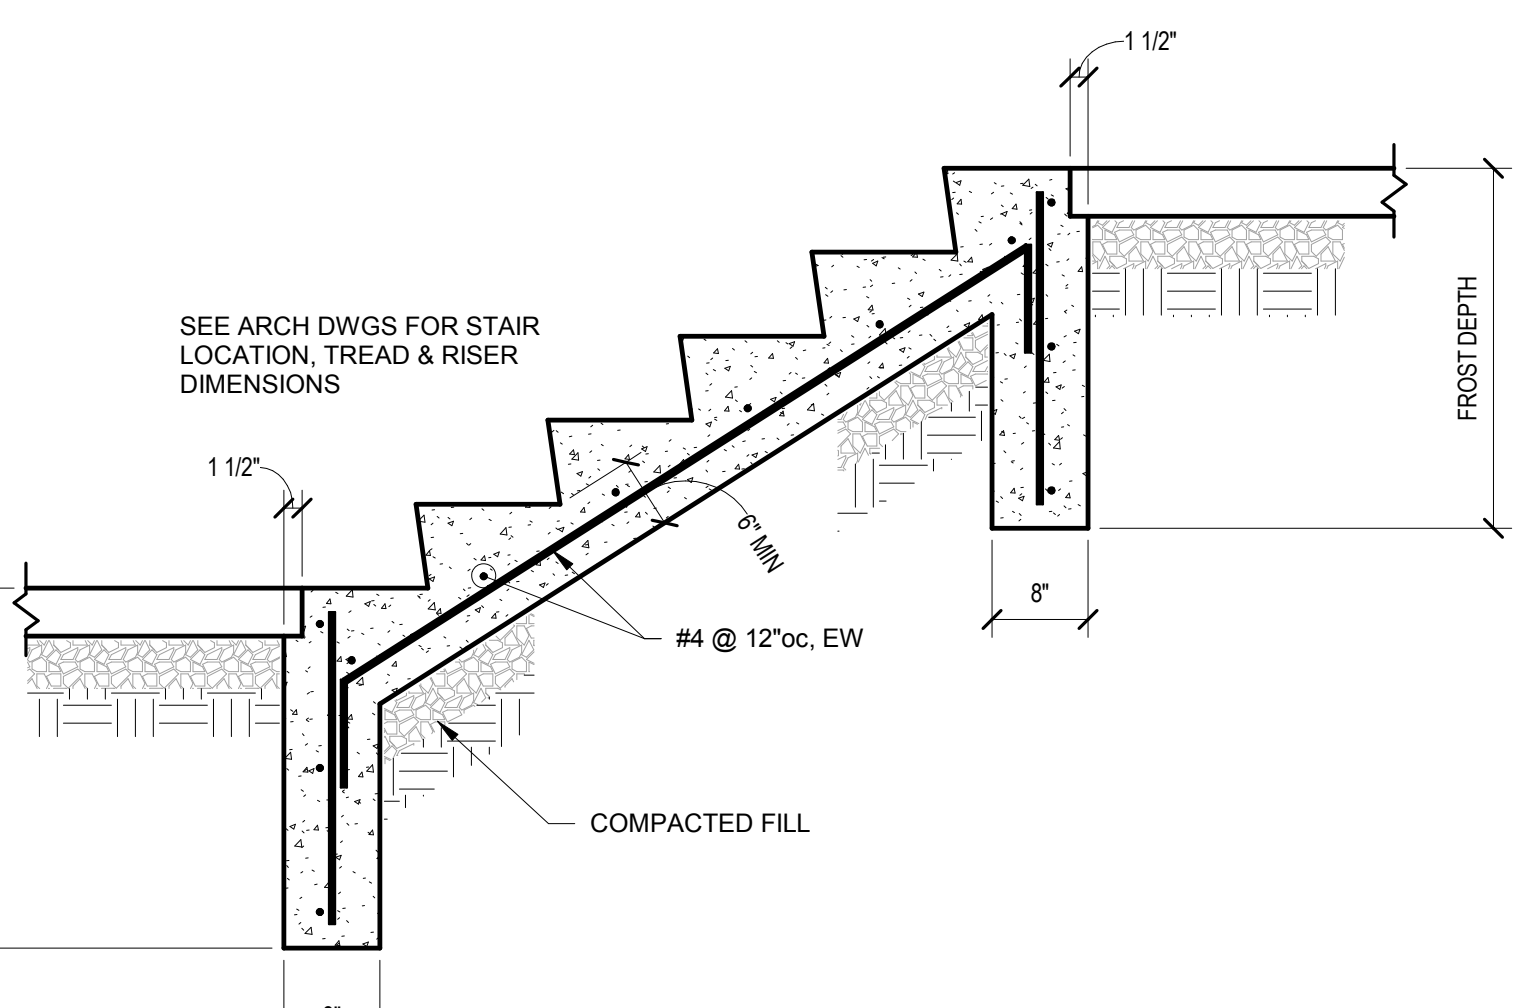 1 1/2"
SEE ARCH DWGS FOR STAIR
LOCATION, TREAD & RISER
DIMENSIONS
FROST DEPTH
1 1/2"
6" MIN
8"
#4 @ 12"oc, EW
COMPACTED FILL